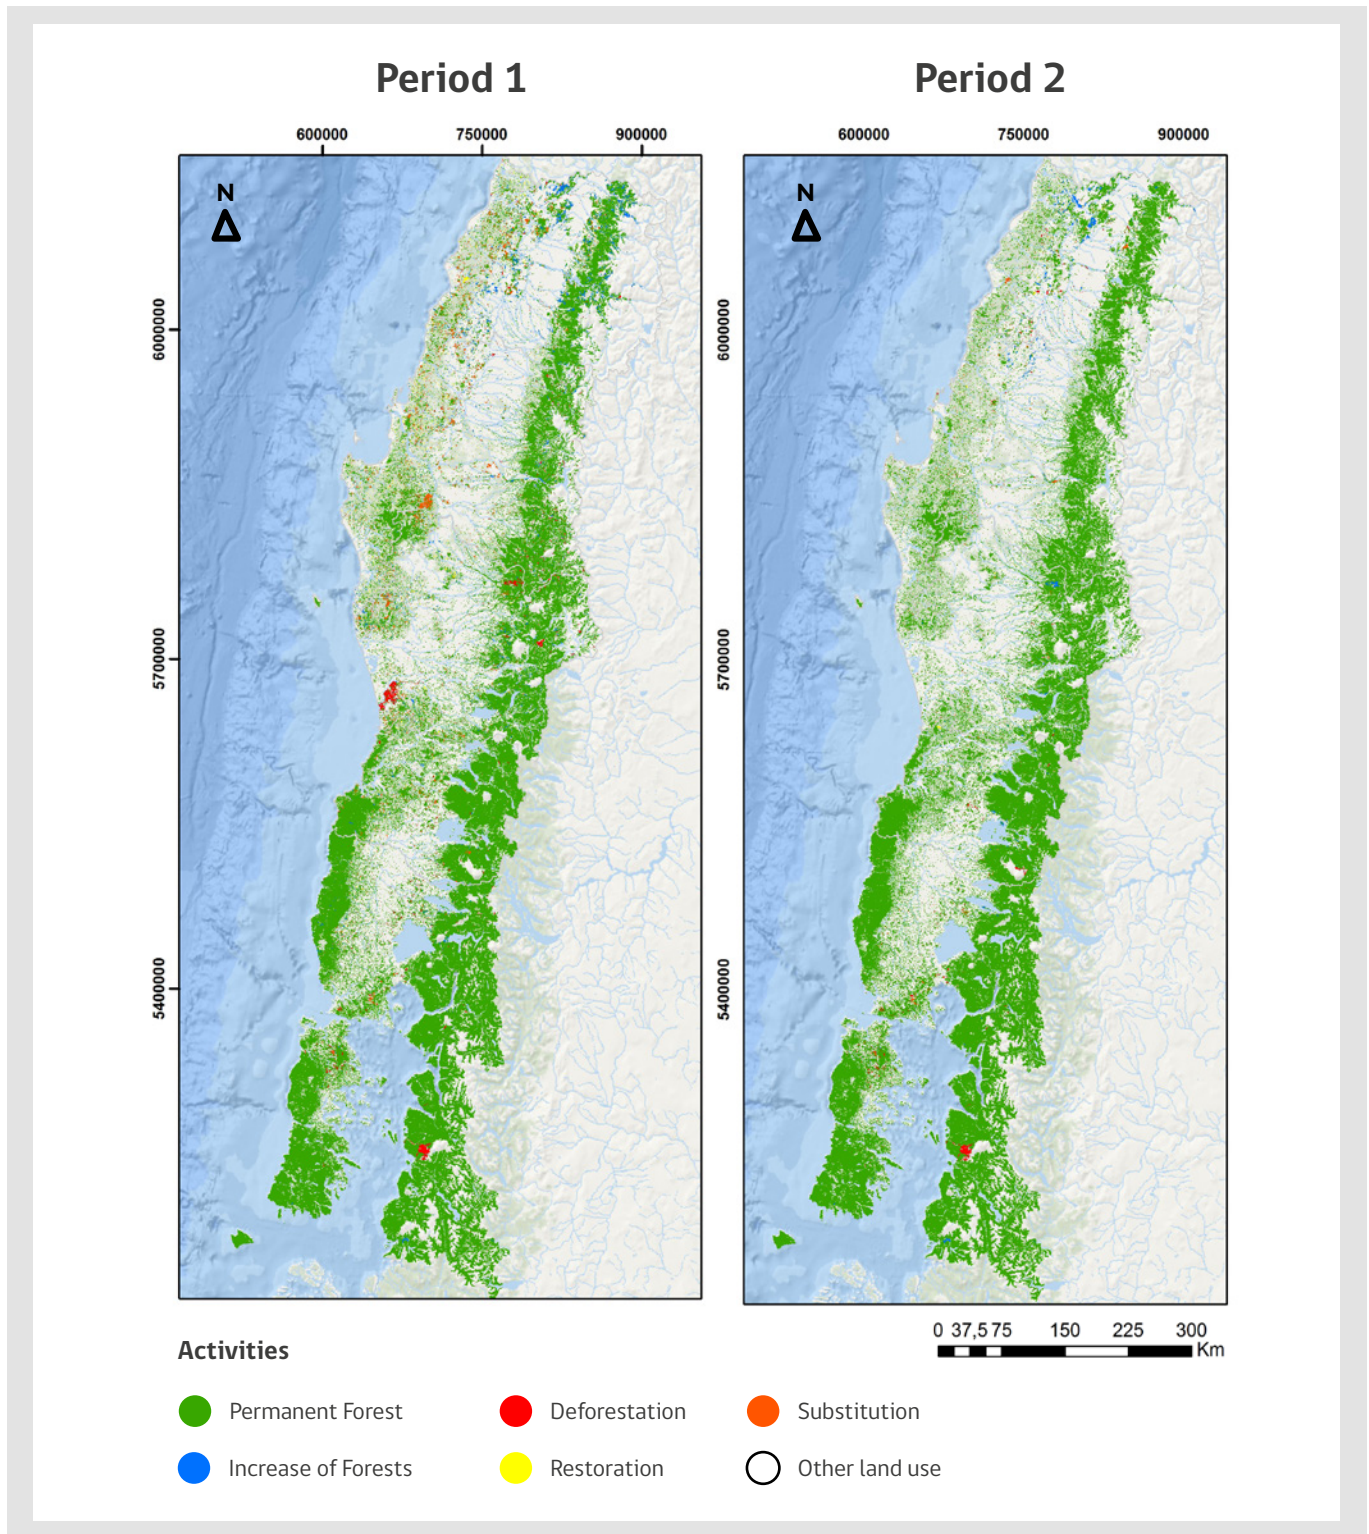 Period 1
Period 2
600000 750000 900000
600000 750000 900000
N
N
6000000
5700000
5400000
6000000
5700000
5400000
0 37,5 75 150 225 300
Km
Activities
Permanent Forest
Deforestation
Substitution
Increase of Forests
Restoration
Other land use